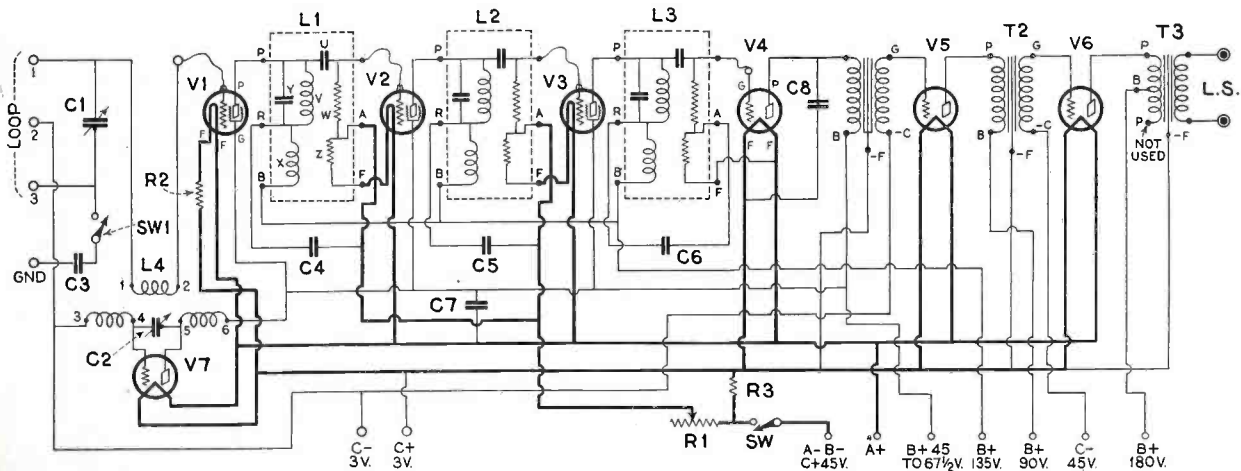 L1
L2
L3
T2
T3
LOOP
1
2
3
GND
C1
SW1
C3
L4
1
2
3
4
5
6
C2
V7
R2
V1
F
F
P
G
P
R
B
U
Y
V
W
X
Z
A
F
C4
V2
P
R
B
A
F
C5
V3
P
R
B
A
F
C6
C7
V4
G
P
F
F
C8
P
B
G
-C
-F
V5
P
B
G
-C
-F
V6
P
B
P
NOT
USED
-F
L.S.
R3
R1
SW
C-
3V.
C+
3V.
A- B-
C+45V.
A+
B+ 45
TO 67½V.
B+
135V.
B+
90V.
C-
45V.
B+
180V.